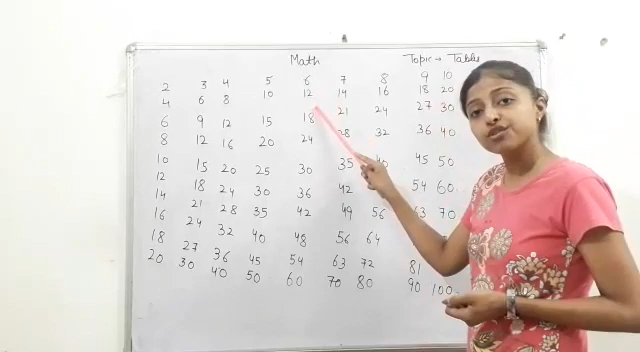 Math Topic → Table
2 3 4 5 6 7 8 9 10
4 6 8 10 12 14 16 18 20
6 9 12 15 18 21 24 27 30
8 12 16 20 24 28 32 36 40
10 15 20 25 30 35 40 45 50
12 18 24 30 36 42 54 60
14 21 28 35 42 49 56 63 70
16 24 32 40 48 56 64
18 27 36 45 54 63 72 81
20 30 40 50 60 70 80 90 100